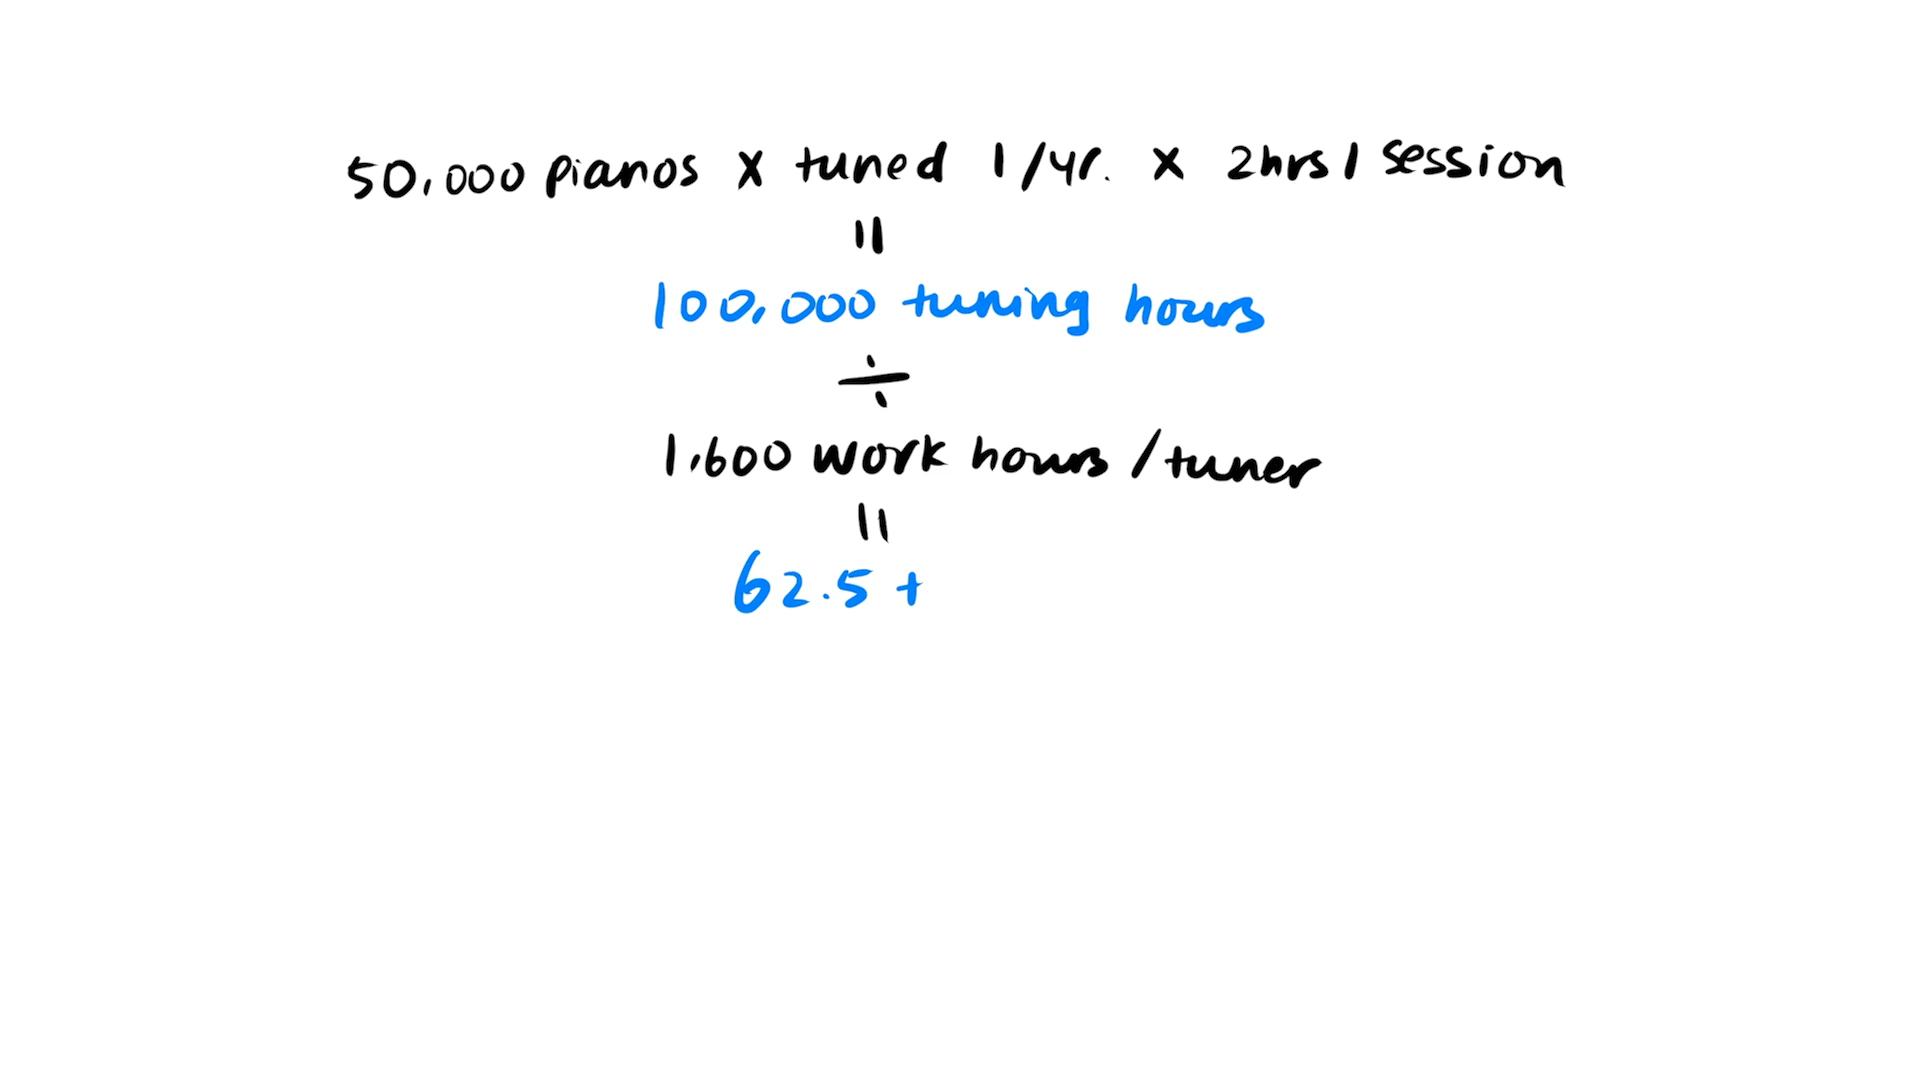 50,000 pianos x tuned 1/yr. x 2hrs/session
=
100,000 tuning hours
÷
1,600 work hours/tuner
=
62.5 t